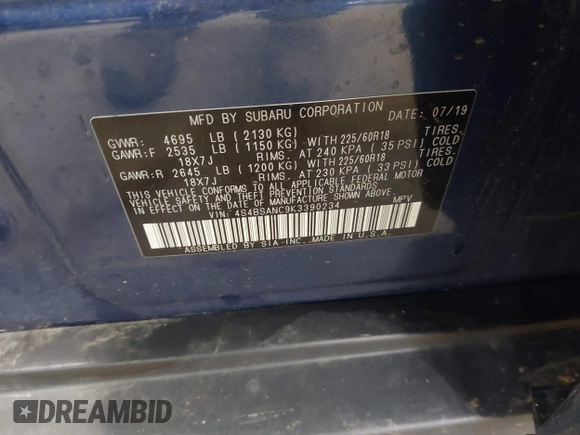 MFD BY SUBARU CORPORATION DATE: 07/19
GVWR: 4695 LB ( 2130 KG) TIRES.
GAWR:F 2535 LB ( 1150 KG) WITH 225/60R18 COLD
18X7J RIMS. AT 240 KPA ( 35 PSI) TIRES.
GAWR:R 2645 LB ( 1200 KG) WITH 225/60R18 COLD
18X7J RIMS. AT 230 KPA ( 33 PSI)
THIS VEHICLE CONFORMS TO ALL APPLICABLE FEDERAL MOTOR
VEHICLE SAFETY AND THEFT PREVENTION STANDARDS IN
EFFECT ON THE DATE OF MANUFACTURE SHOWN ABOVE.
VIN: 4S4BSANC9K3390234 MPV
ASSEMBLED BY SIA-INC. MADE IN U.S.A.
DREAMBID